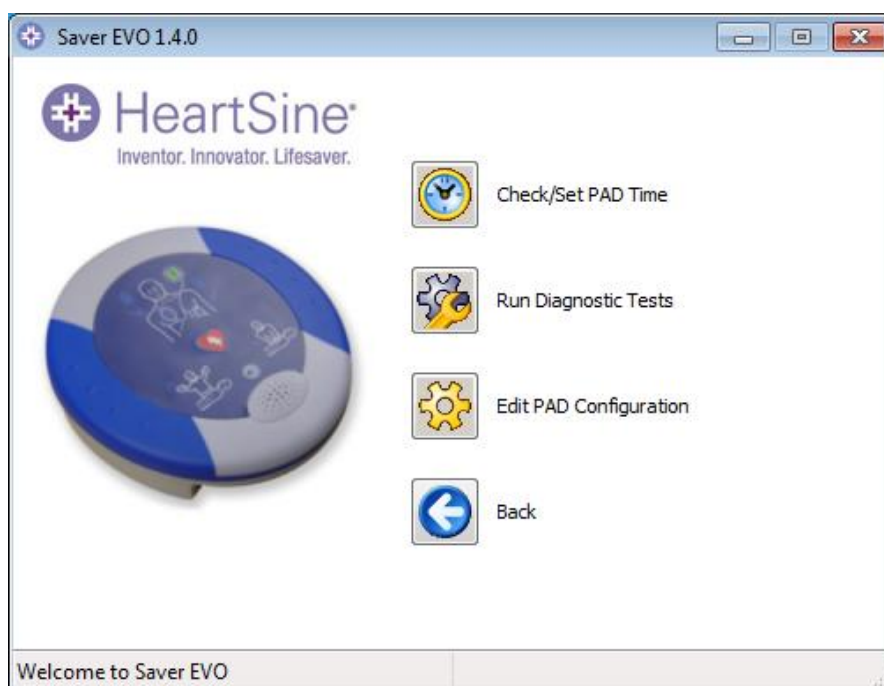 Saver EVO 1.4.0
HeartSine®
Inventor. Innovator. Lifesaver.
Check/Set PAD Time
Run Diagnostic Tests
Edit PAD Configuration
Back
Welcome to Saver EVO